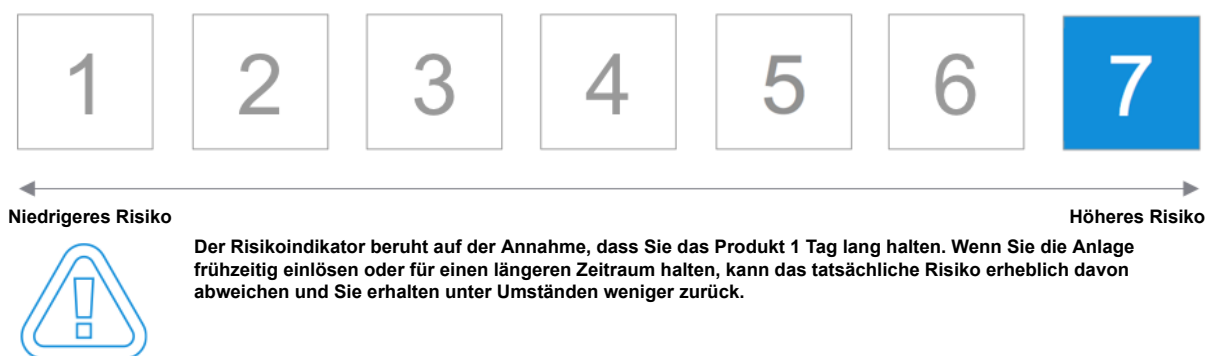 1 2 3 4 5 6 7
Niedrigeres Risiko Höheres Risiko
Der Risikoindikator beruht auf der Annahme, dass Sie das Produkt 1 Tag lang halten. Wenn Sie die Anlage
frühzeitig einlösen oder für einen längeren Zeitraum halten, kann das tatsächliche Risiko erheblich davon
abweichen und Sie erhalten unter Umständen weniger zurück.